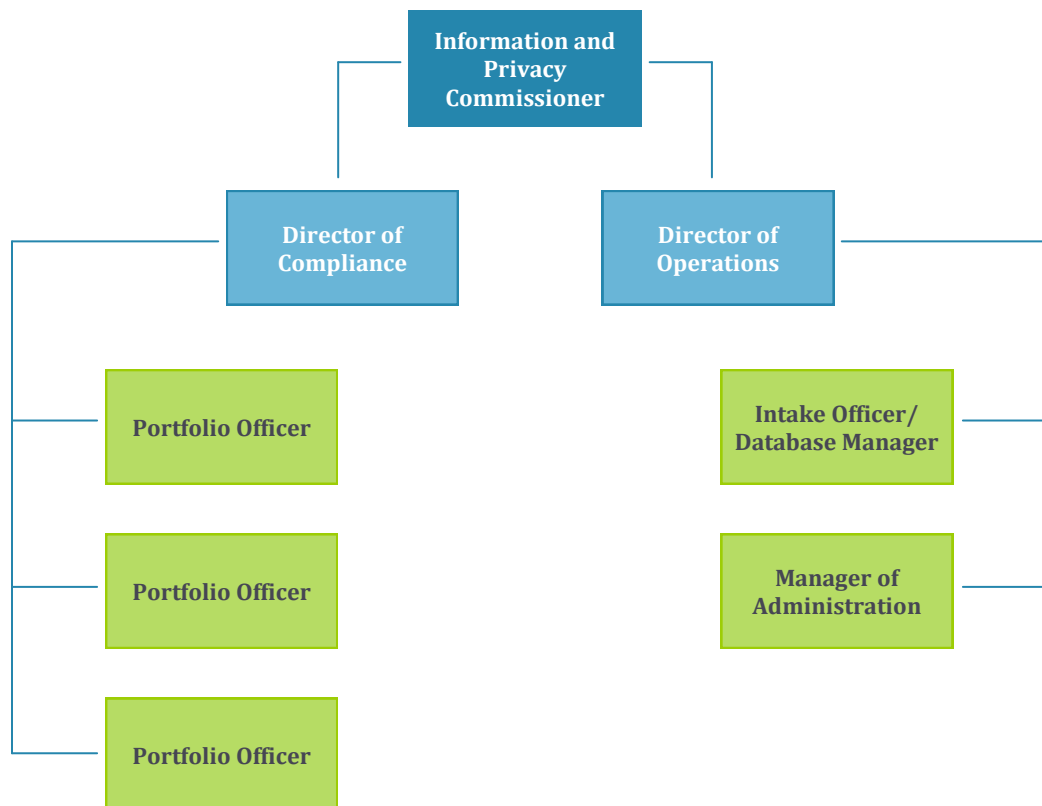 Information and
Privacy
Commissioner
Director of
Compliance
Director of
Operations
Portfolio Officer
Intake Officer/
Database Manager
Portfolio Officer
Manager of
Administration
Portfolio Officer